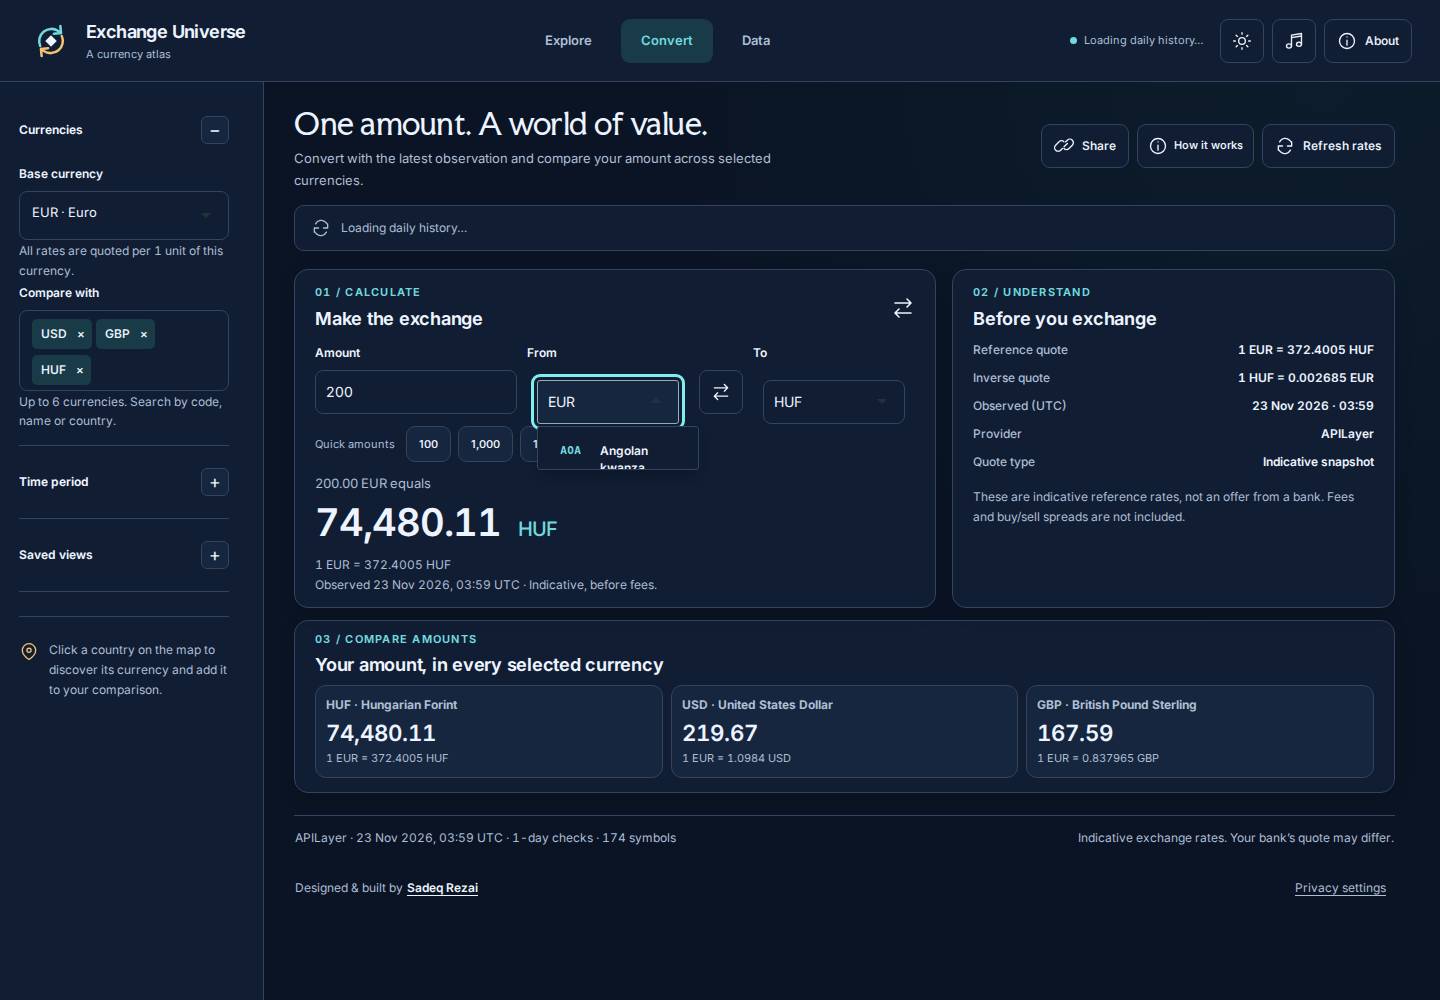 Exchange Universe
A currency atlas
Explore
Convert
Data
Loading daily history...
About
Currencies
−
Base currency
EUR · Euro
All rates are quoted per 1 unit of this
currency.
Compare with
USD ×
GBP ×
HUF ×
Up to 6 currencies. Search by code,
name or country.
Time period
+
Saved views
+
Click a country on the map to
discover its currency and add it
to your comparison.
One amount. A world of value.
Convert with the latest observation and compare your amount across selected
currencies.
Share
How it works
Refresh rates
Loading daily history...
01 / CALCULATE
Make the exchange
Amount
From
To
200
EUR
HUF
Quick amounts
100
1,000
AOA
Angolan
kwanza
200.00 EUR equals
74,480.11 HUF
1 EUR = 372.4005 HUF
Observed 23 Nov 2026, 03:59 UTC · Indicative, before fees.
02 / UNDERSTAND
Before you exchange
Reference quote
1 EUR = 372.4005 HUF
Inverse quote
1 HUF = 0.002685 EUR
Observed (UTC)
23 Nov 2026 · 03:59
Provider
APILayer
Quote type
Indicative snapshot
These are indicative reference rates, not an offer from a bank. Fees
and buy/sell spreads are not included.
03 / COMPARE AMOUNTS
Your amount, in every selected currency
HUF · Hungarian Forint
74,480.11
1 EUR = 372.4005 HUF
USD · United States Dollar
219.67
1 EUR = 1.0984 USD
GBP · British Pound Sterling
167.59
1 EUR = 0.837965 GBP
APILayer · 23 Nov 2026, 03:59 UTC · 1-day checks · 174 symbols
Indicative exchange rates. Your bank's quote may differ.
Designed & built by Sadeq Rezai
Privacy settings